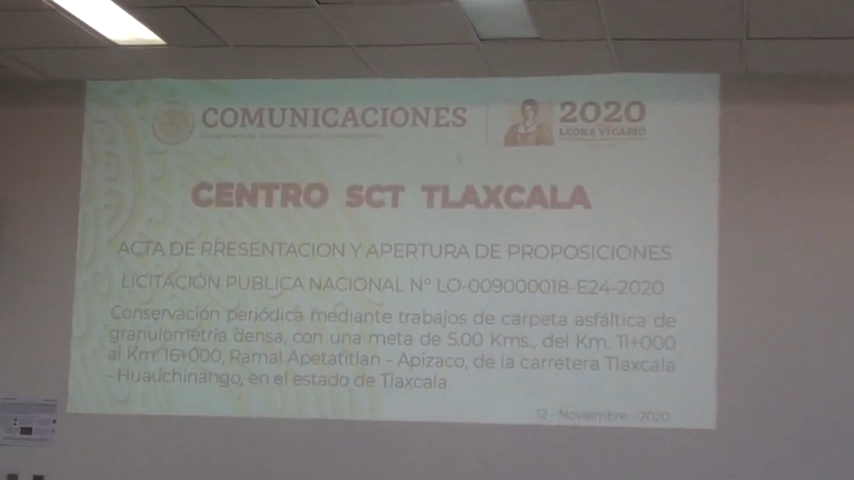 COMUNICACIONES
2020
LEONA VICARIO
CENTRO SCT TLAXCALA
ACTA DE PRESENTACION Y APERTURA DE PROPOSICIONES
LICITACIÓN PUBLICA NACIONAL Nº LO-009000018-E24-2020
Conservación periódica mediante trabajos de carpeta asfáltica de
granulometría densa, con una meta de 5.00 Kms., del Km. 11+000
al Km. 16+000, Ramal Apetatitlan - Apizaco, de la carretera Tlaxcala
- Huauchinango, en el estado de Tlaxcala.
12 - Noviembre - 2020